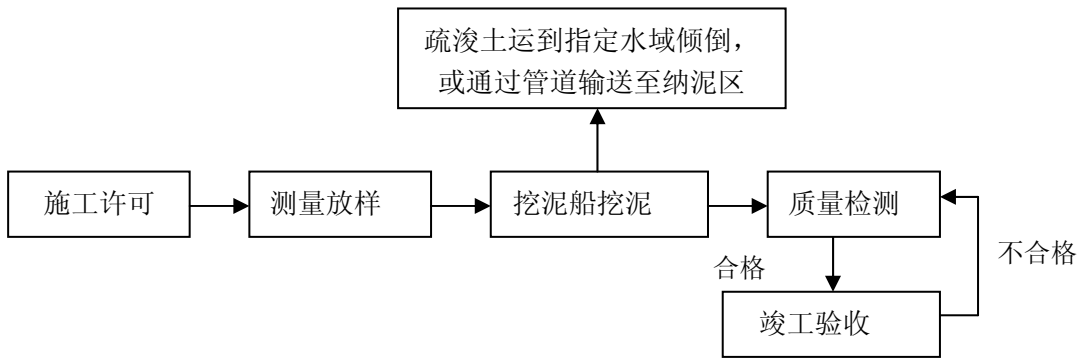 疏浚土运到指定水域倾倒，
或通过管道输送至纳泥区
施工许可
测量放样
挖泥船挖泥
质量检测
合格
不合格
竣工验收